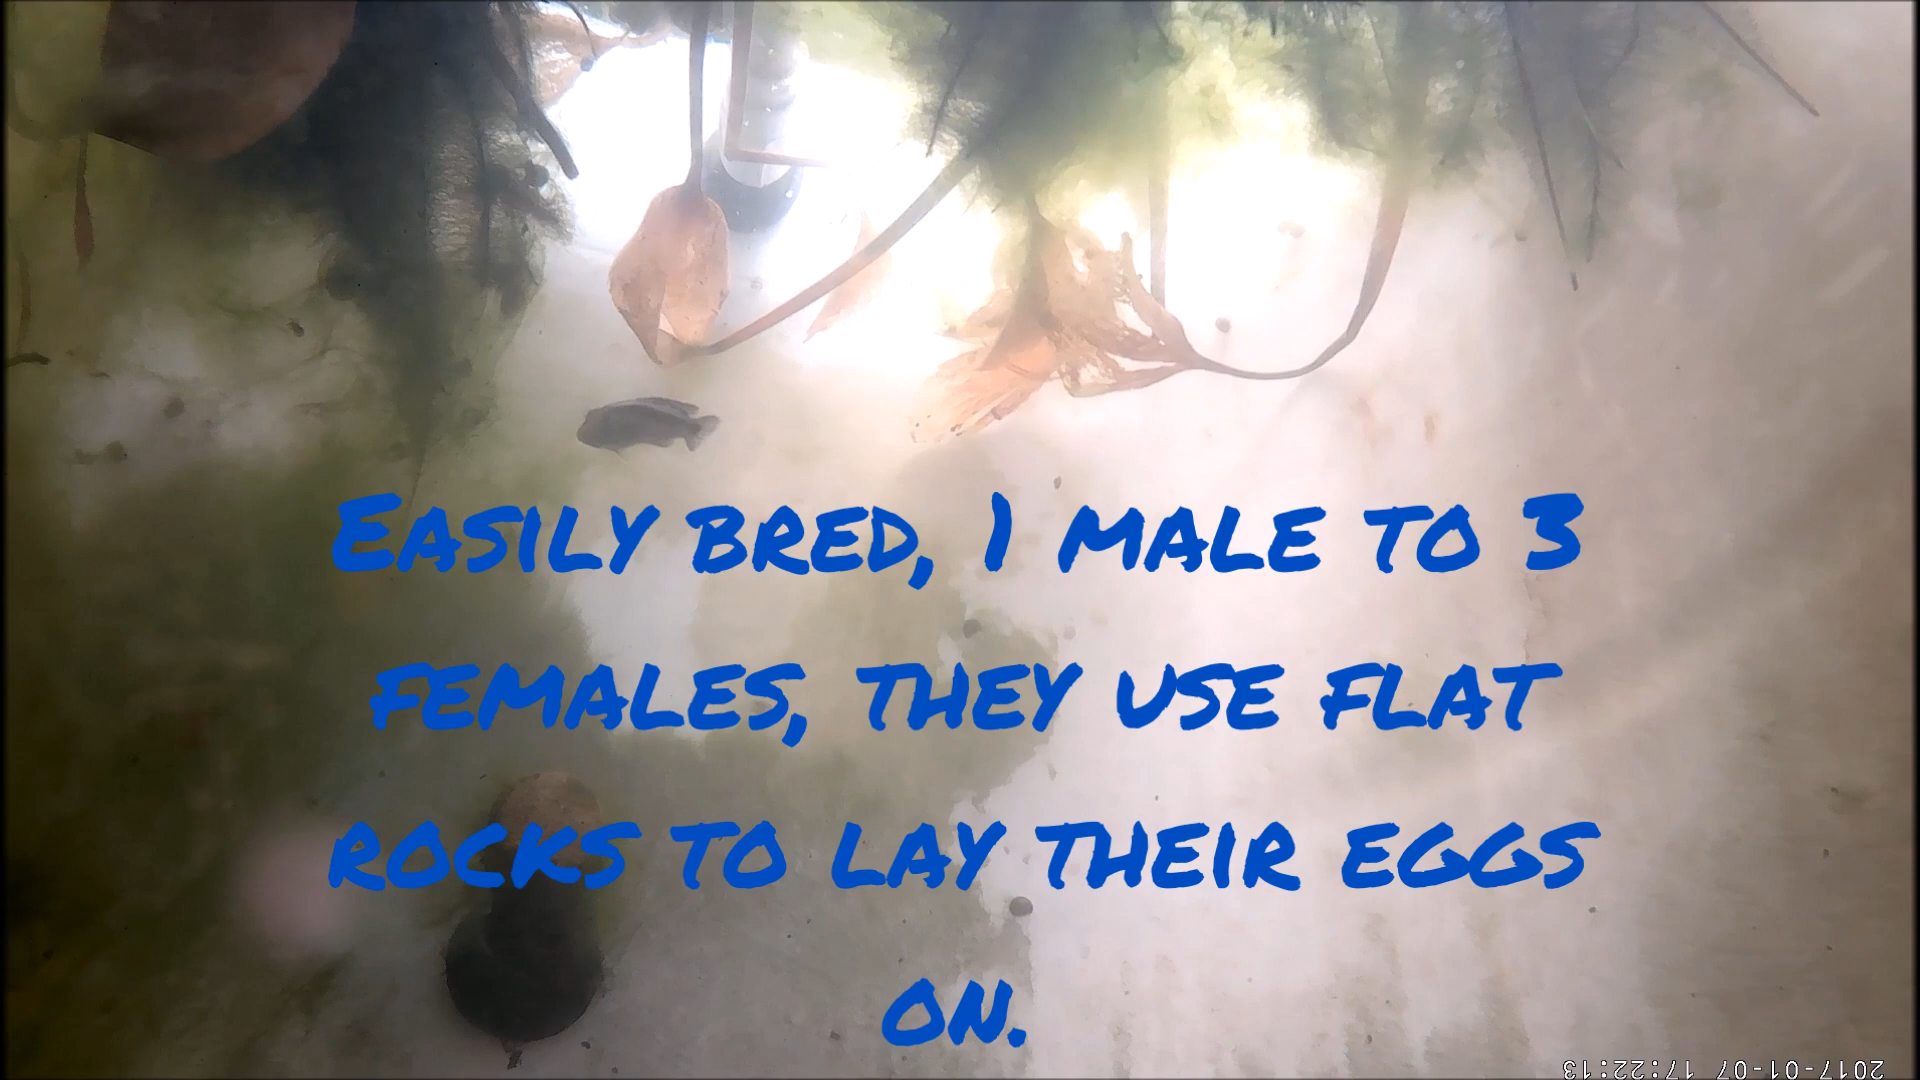 Easily bred, 1 male to 3
females, they use flat
rocks to lay their eggs
on.
2017-01-07 17:22:13